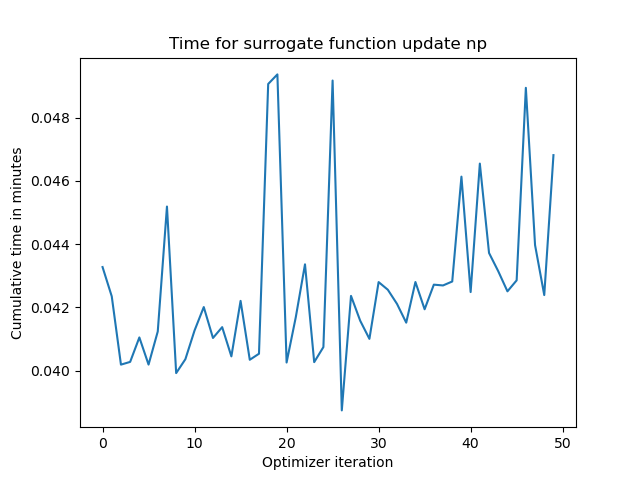 Time for surrogate function update np
Cumulative time in minutes
0.048
0.046
0.044
0.042
0.040
0 10 20 30 40 50
Optimizer iteration